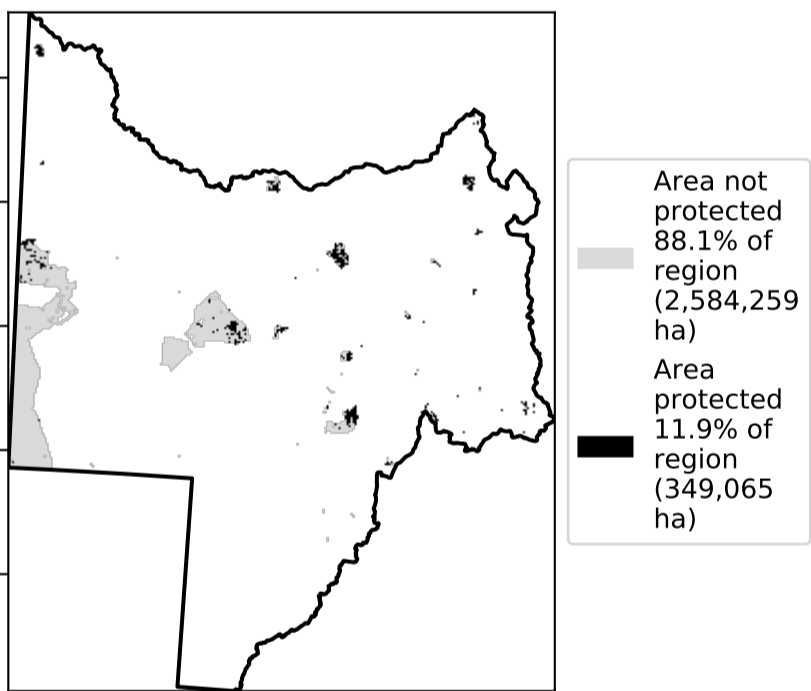 Area not
protected
88.1% of
region
(2,584,259
ha)
Area
protected
11.9% of
region
(349,065
ha)